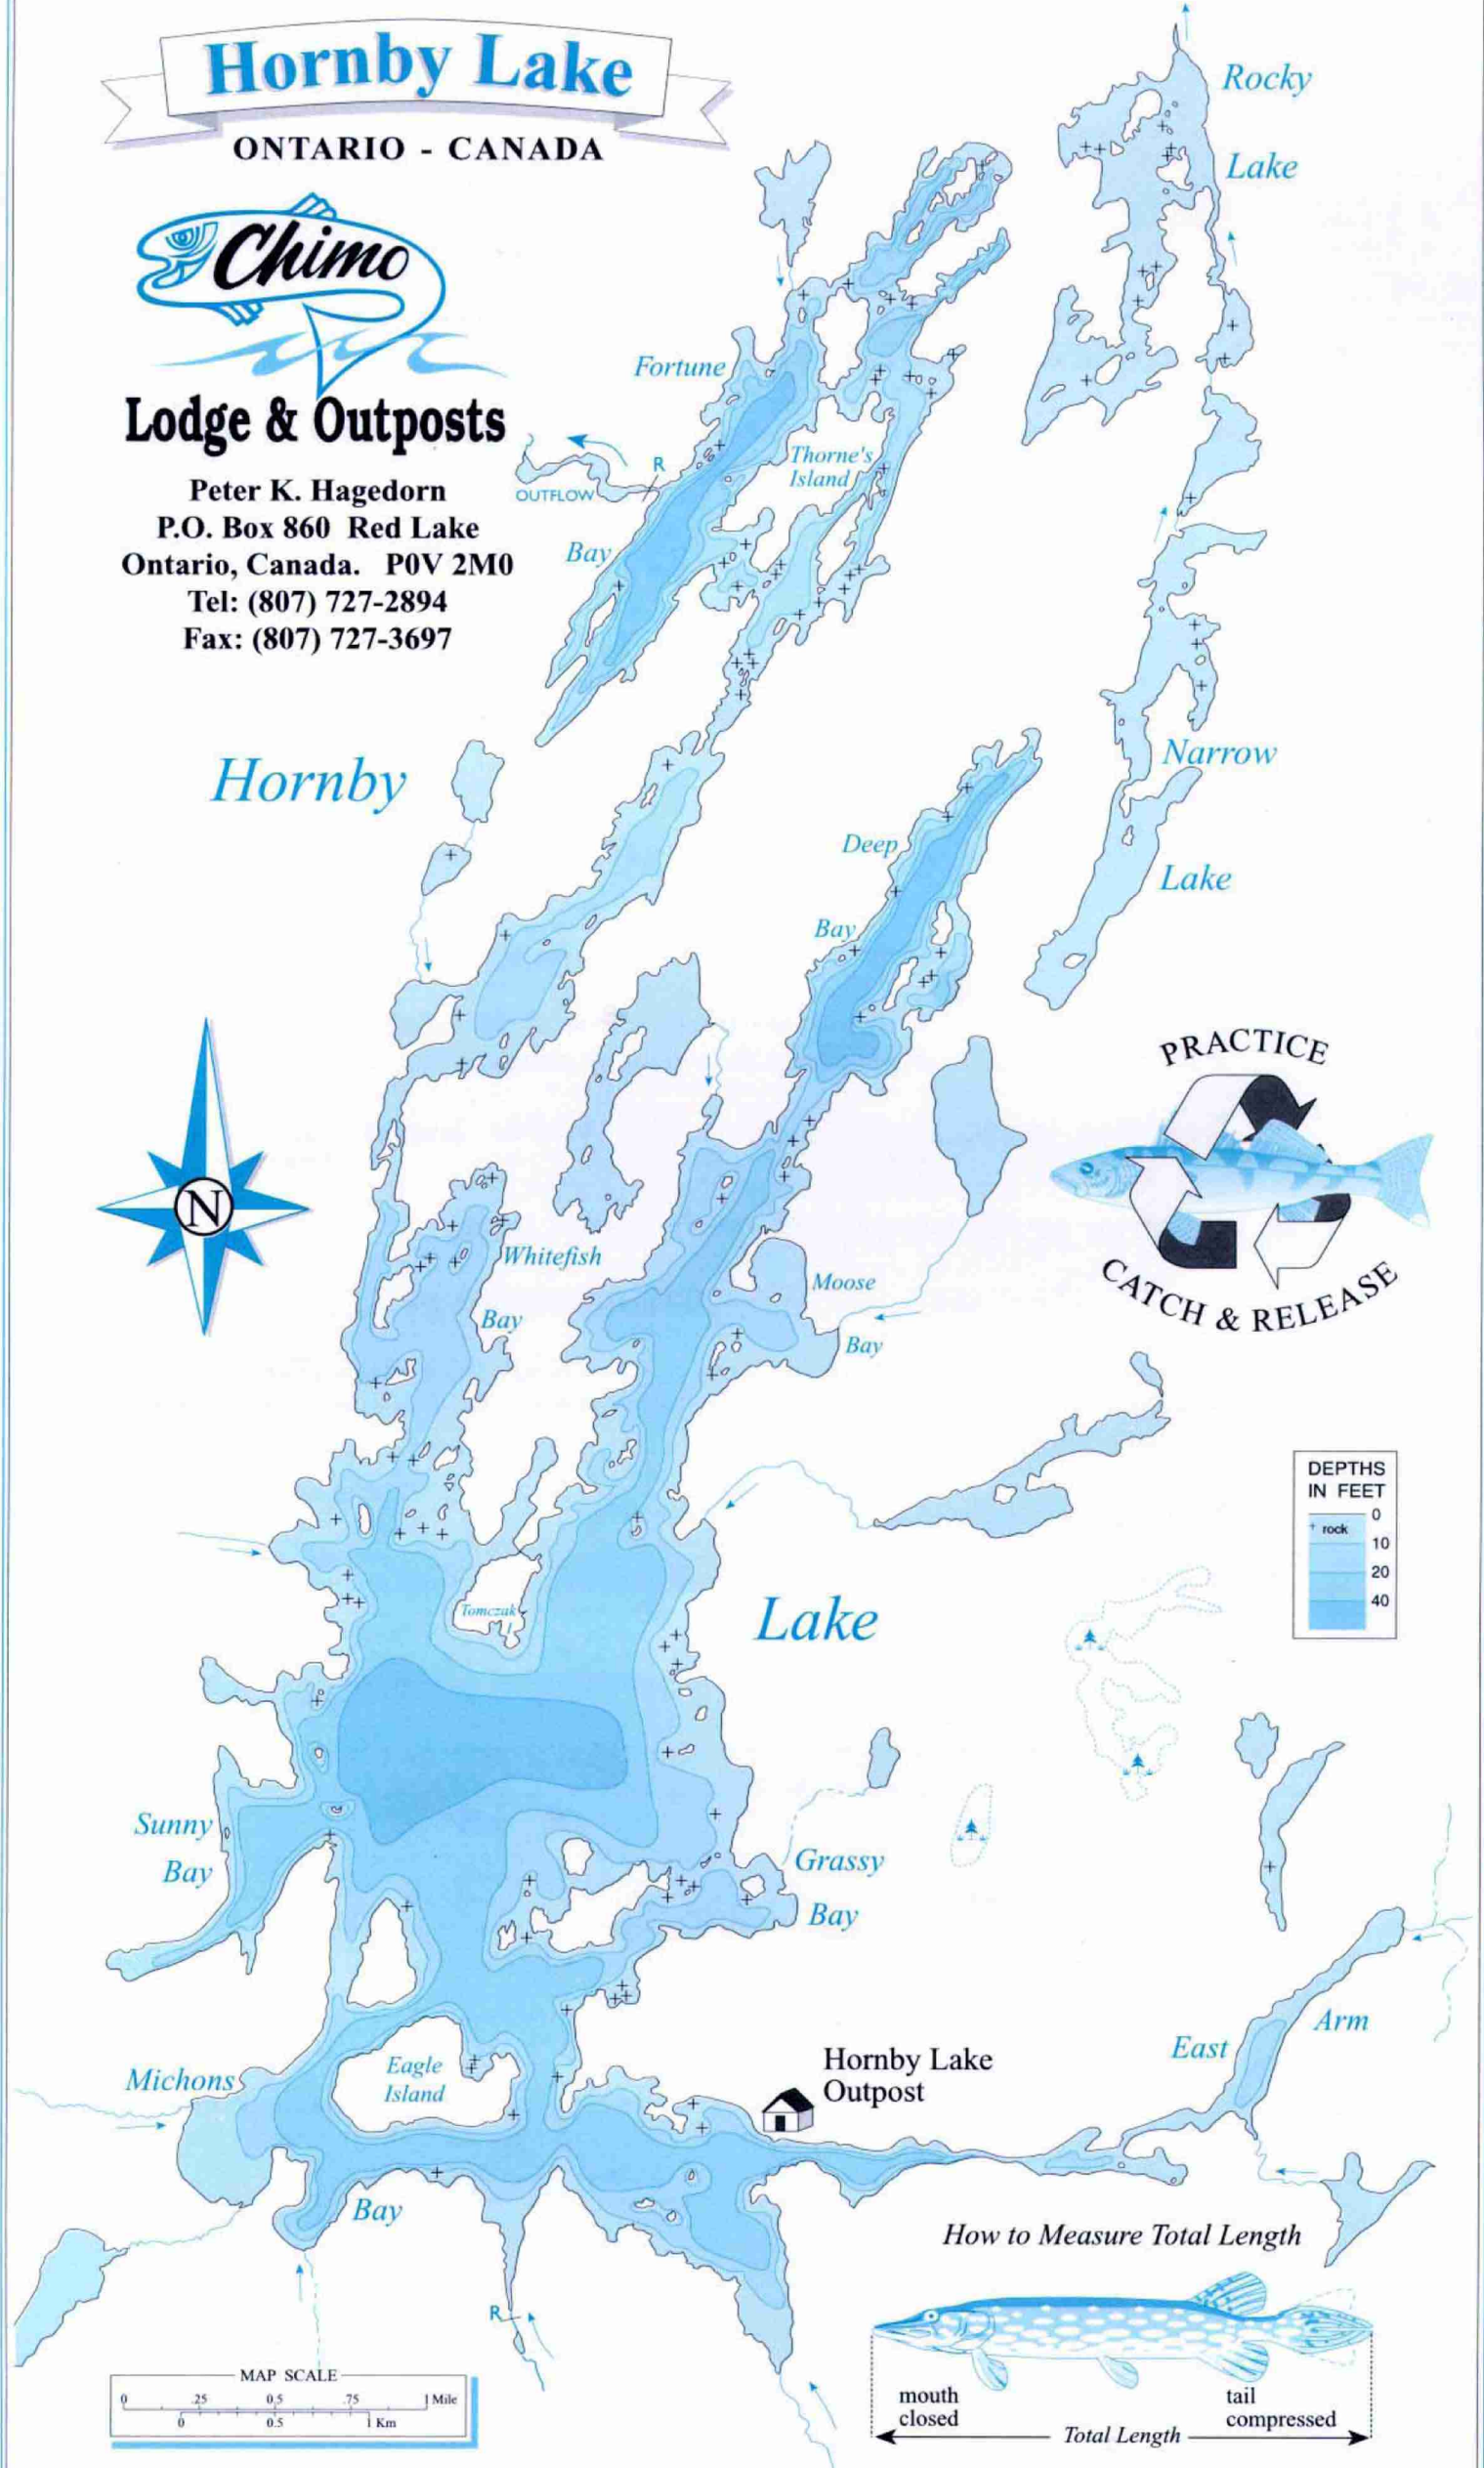 Hornby Lake
ONTARIO - CANADA
Chimo
Lodge & Outposts
Peter K. Hagedorn
P.O. Box 860 Red Lake
Ontario, Canada. P0V 2M0
Tel: (807) 727-2894
Fax: (807) 727-3697
Rocky
Lake
Fortune
Bay
Thorne's
Island
R
OUTFLOW
Hornby
Narrow
Lake
Deep
Bay
N
PRACTICE
CATCH & RELEASE
Whitefish
Bay
Moose
Bay
DEPTHS
IN FEET
0
+ rock
10
20
40
Tomczak
I
Lake
Sunny
Bay
Grassy
Bay
Eagle
Island
Michons
Bay
Hornby Lake
Outpost
East
Arm
R
How to Measure Total Length
mouth
closed
tail
compressed
Total Length
MAP SCALE
0 .25 0.5 .75 1 Mile
0 0.5 1 Km